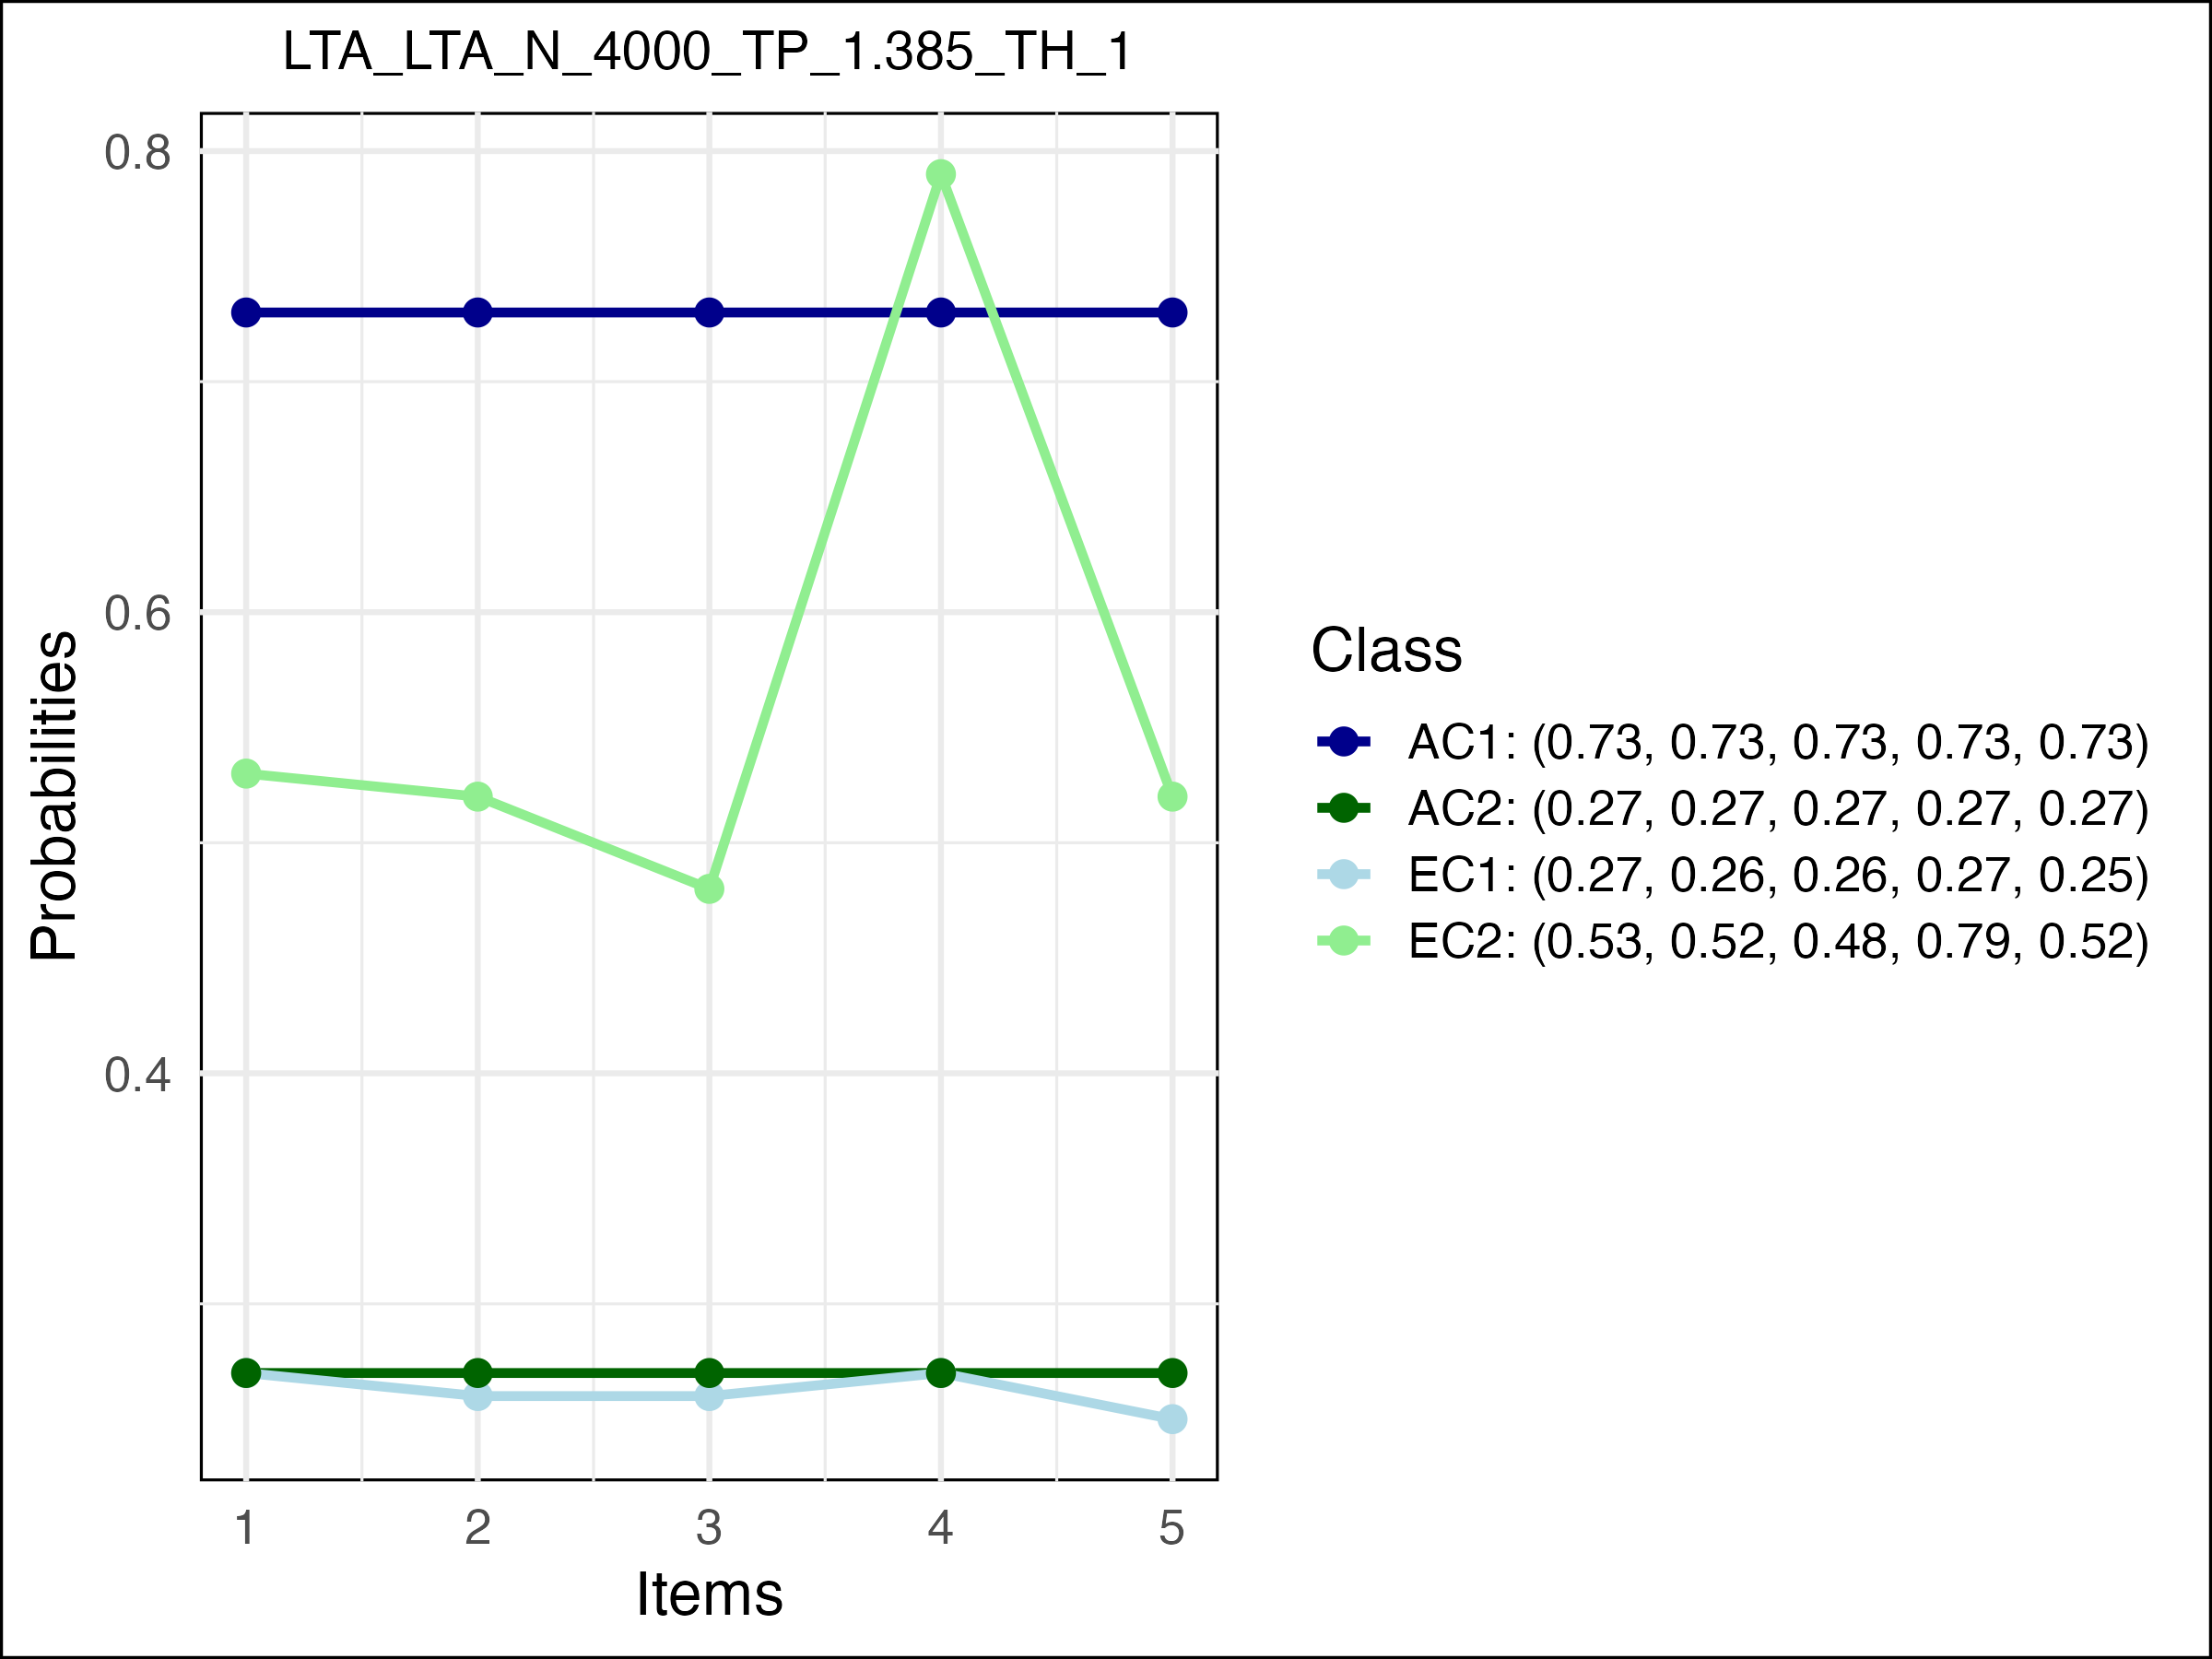 LTA_LTA_N_4000_TP_1.385_TH_1
0.8
0.6
0.4
Probabilities
1 2 3 4 5
Items
Class
AC1: (0.73, 0.73, 0.73, 0.73, 0.73)
AC2: (0.27, 0.27, 0.27, 0.27, 0.27)
EC1: (0.27, 0.26, 0.26, 0.27, 0.25)
EC2: (0.53, 0.52, 0.48, 0.79, 0.52)